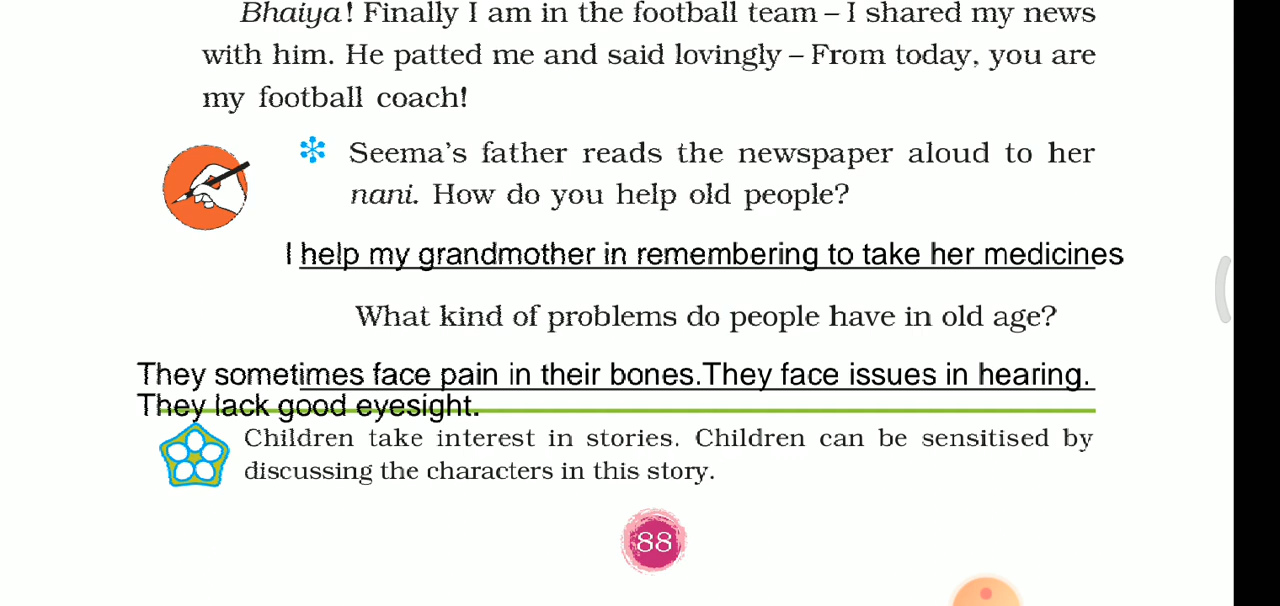 Bhaiya! Finally I am in the football team – I shared my news
with him. He patted me and said lovingly – From today, you are
my football coach!
Seema's father reads the newspaper aloud to her
nani. How do you help old people?
I help my grandmother in remembering to take her medicines
What kind of problems do people have in old age?
They sometimes face pain in their bones.They face issues in hearing.
They lack good eyesight.
Children take interest in stories. Children can be sensitised by
discussing the characters in this story.
88